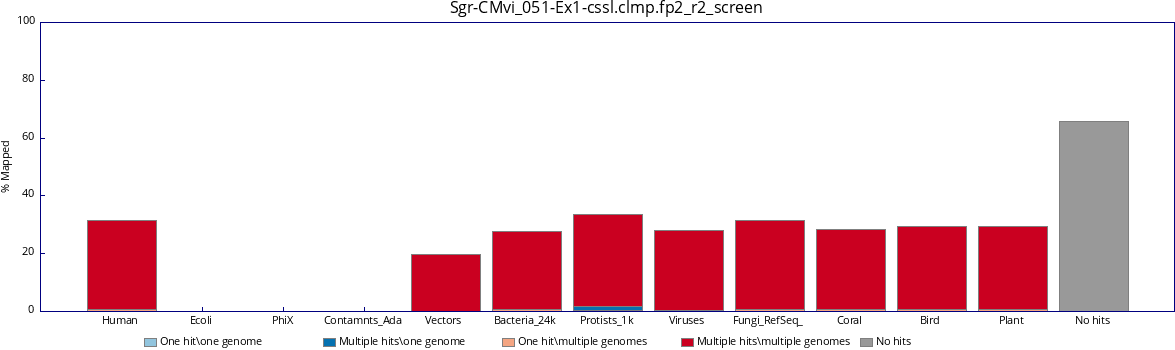 Sgr-CMvi_051-Ex1-cssl.clmp.fp2_r2_screen
100
80
60
40
20
0
% Mapped
Human Ecoli PhiX Contamnts_Ada Vectors Bacteria_24k Protists_1k Viruses Fungi_RefSeq_ Coral Bird Plant No hits
One hit\one genome Multiple hits\one genome One hit\multiple genomes Multiple hits\multiple genomes No hits